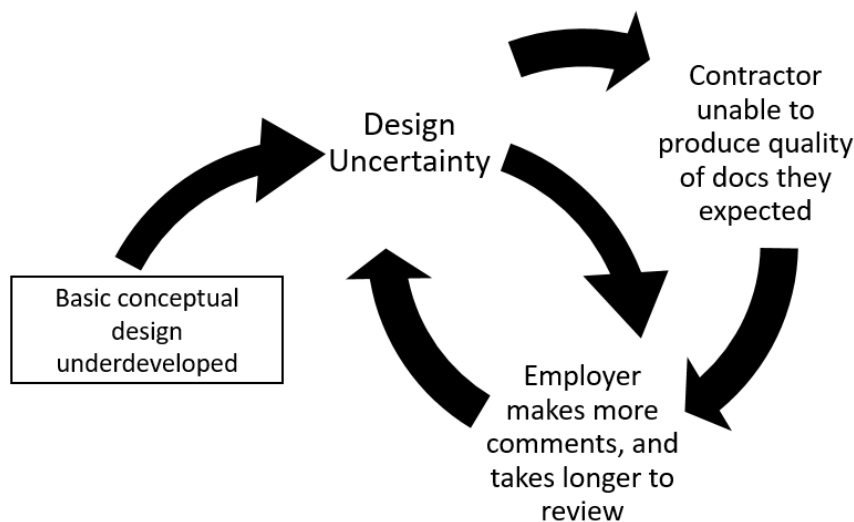 Design
Uncertainty
Contractor
unable to
produce quality
of docs they
expected
Basic conceptual
design
underdeveloped
Employer
makes more
comments, and
takes longer to
review